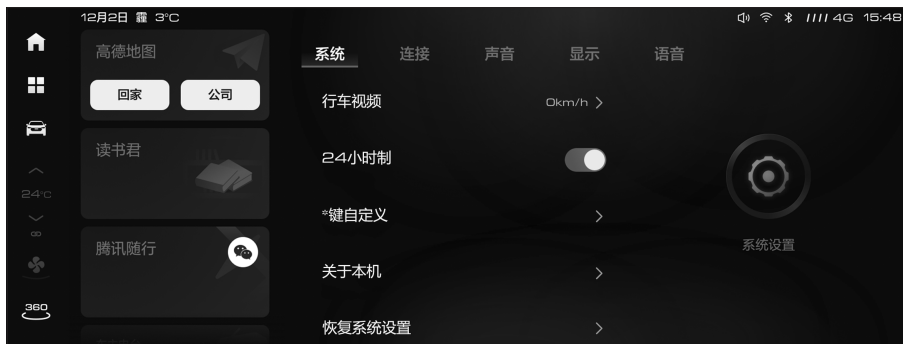 12月2日 霾 3°C
4G 15:48
高德地图
回家 公司
读书君
24°C
腾讯随行
360
系统 连接 声音 显示 语音
行车视频 0km/h
24小时制
*键自定义
关于本机
恢复系统设置
系统设置